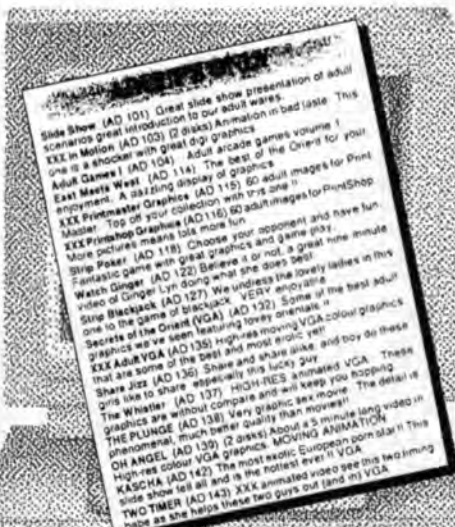 Slide Show (AD 101) Great slide show presentation of adult
scenarios great introduction to our adult wares.
XXX in Motion (AD 103) (2 disks) Animation in bad taste This
one is a shocker with great digi graphics
Adult Games I (AD 104) Adult arcade games volume 1
East Meets West (AD 114) The best of the Orient for your
enjoyment. A dazzling display of graphics
XXX Printmaster Graphics (AD 115) 60 adult images for Print
Master. Top off your collection with this one !!
XXX Printshop Graphics (AD 116) 60 adult images for PrintShop
More pictures means lots more fun
Strip Poker (AD 118) Choose your opponent and have fun
Fantastic game with great graphics and game play.
Watch Ginger (AD 122) Believe it or not, a great nine minute
video of Ginger Lyn doing what she does best
Strip Blackjack (AD 127) We undress the lovely ladies in this
one to the game of blackjack. VERY enjoyable
Secrets of the Orient (VGA) (AD 132) Some of the best adult
graphics we've seen featuring lovey orientals !!
XXX Adult VGA (AD 135) High-res moving VGA colour graphics
that are some of the best and most erotic yet!
Share Jizz (AD 136) Share and share alike, and boy do these
girls like to share especially this lucky guy
The Whistler (AD 137) HIGH-RES animated VGA These
graphics are without compare and will keep you hopping
THE PLUNGE (AD 138) Very graphic sex movie The detail is
phenomenal, much better quality than movies!!
OH ANGEL (AD 139) (2 disks) About a 5 minute long video in
High-res colour VGA graphics. MOVING ANIMATION
KASCHA (AD 142) The most exotic European porn star !! This
slide show tell all and is the hottest ever !! VGA
TWO TIMER (AD 143) XXX animated video see this two timing
babe as she helps these two guys out (and in) VGA